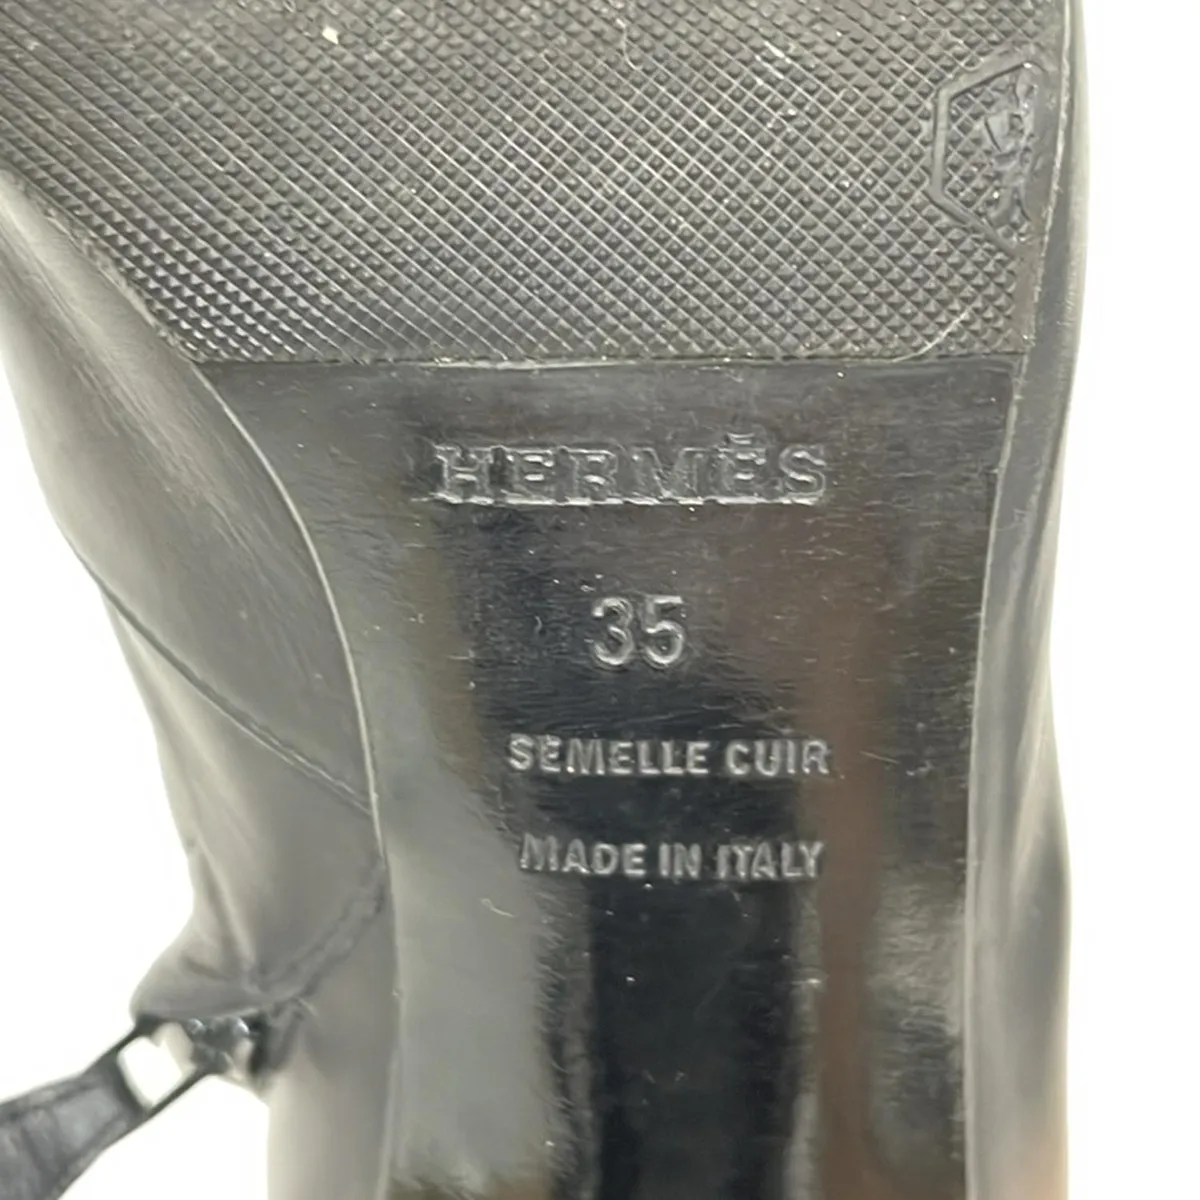 HERMÈS
35
SEMELLE CUIR
MADE IN ITALY